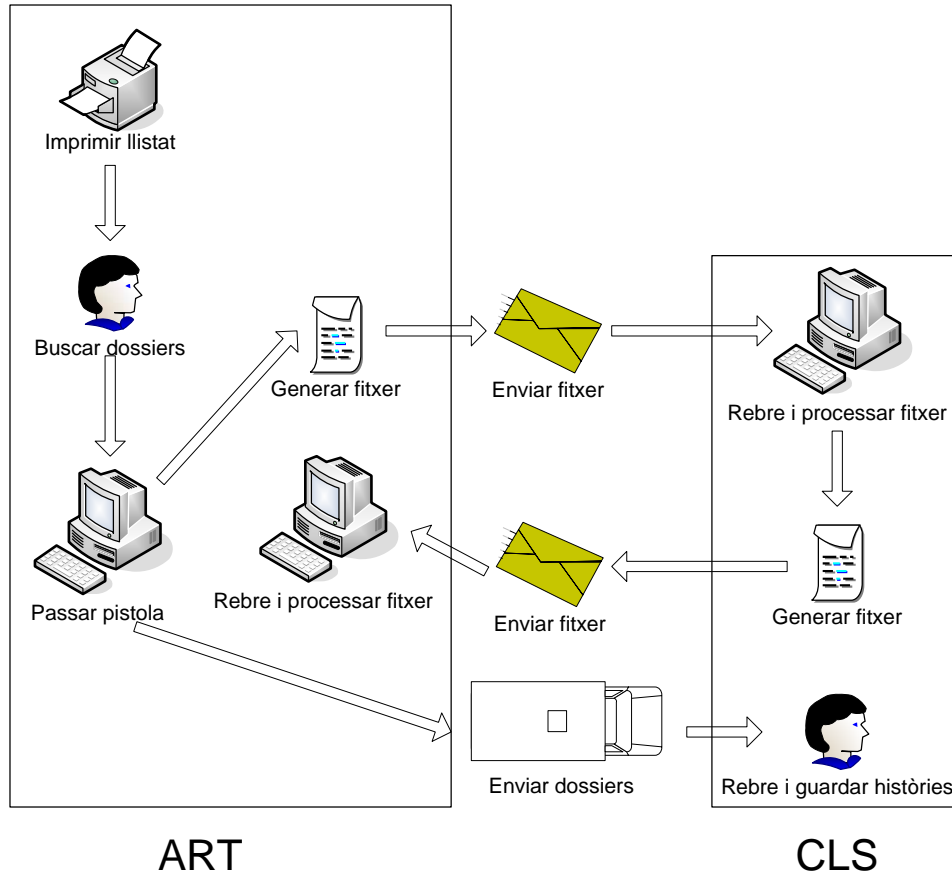 Imprimir llistat
Buscar dossiers
Generar fitxer
Enviar fitxer
Rebre i processar fitxer
Passar pistola
Rebre i processar fitxer
Enviar fitxer
Generar fitxer
Enviar dossiers
Rebre i guardar històries
ART
CLS